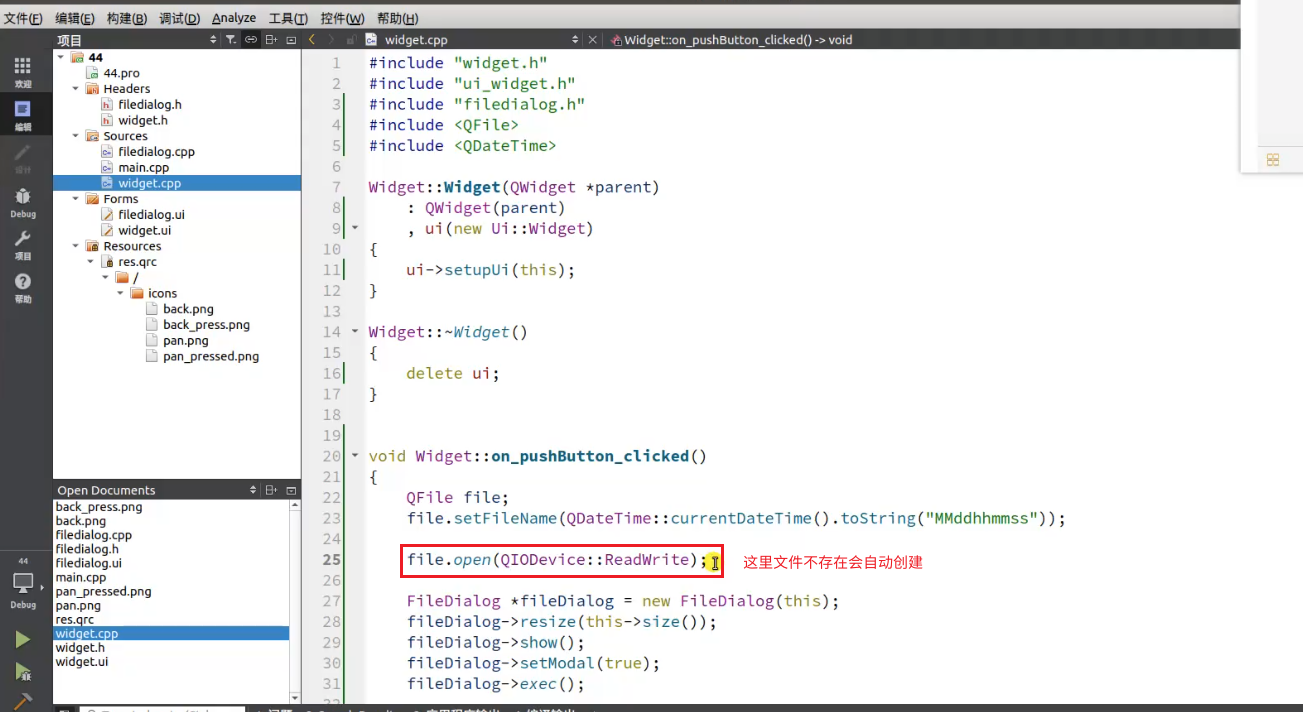 文件(F) 编辑(E) 构建(B) 调试(D) Analyze 工具(T) 控件(W) 帮助(H)
项目
widget.cpp
Widget::on_pushButton_clicked() -> void
欢迎
编辑
Debug
项目
帮助
44
Debug
44
44.pro
Headers
filedialog.h
widget.h
Sources
filedialog.cpp
main.cpp
widget.cpp
Forms
filedialog.ui
widget.ui
Resources
res.qrc
/
icons
back.png
back_press.png
pan.png
pan_pressed.png
Open Documents
back_press.png
back.png
filedialog.cpp
filedialog.h
filedialog.ui
main.cpp
pan_pressed.png
pan.png
res.qrc
widget.cpp
widget.h
widget.ui
1 #include "widget.h"
2 #include "ui_widget.h"
3 #include "filedialog.h"
4 #include <QFile>
5 #include <QDateTime>
6
7 Widget::Widget(QWidget *parent)
8 : QWidget(parent)
9 , ui(new Ui::Widget)
10 {
11 ui->setupUi(this);
12 }
13
14 Widget::~Widget()
15 {
16 delete ui;
17 }
18
19
20 void Widget::on_pushButton_clicked()
21 {
22 QFile file;
23 file.setFileName(QDateTime::currentDateTime().toString("MMddhhmmss"));
24
25 file.open(QIODevice::ReadWrite); 这里文件不存在会自动创建
26
27 FileDialog *fileDialog = new FileDialog(this);
28 fileDialog->resize(this->size());
29 fileDialog->show();
30 fileDialog->setModal(true);
31 fileDialog->exec();